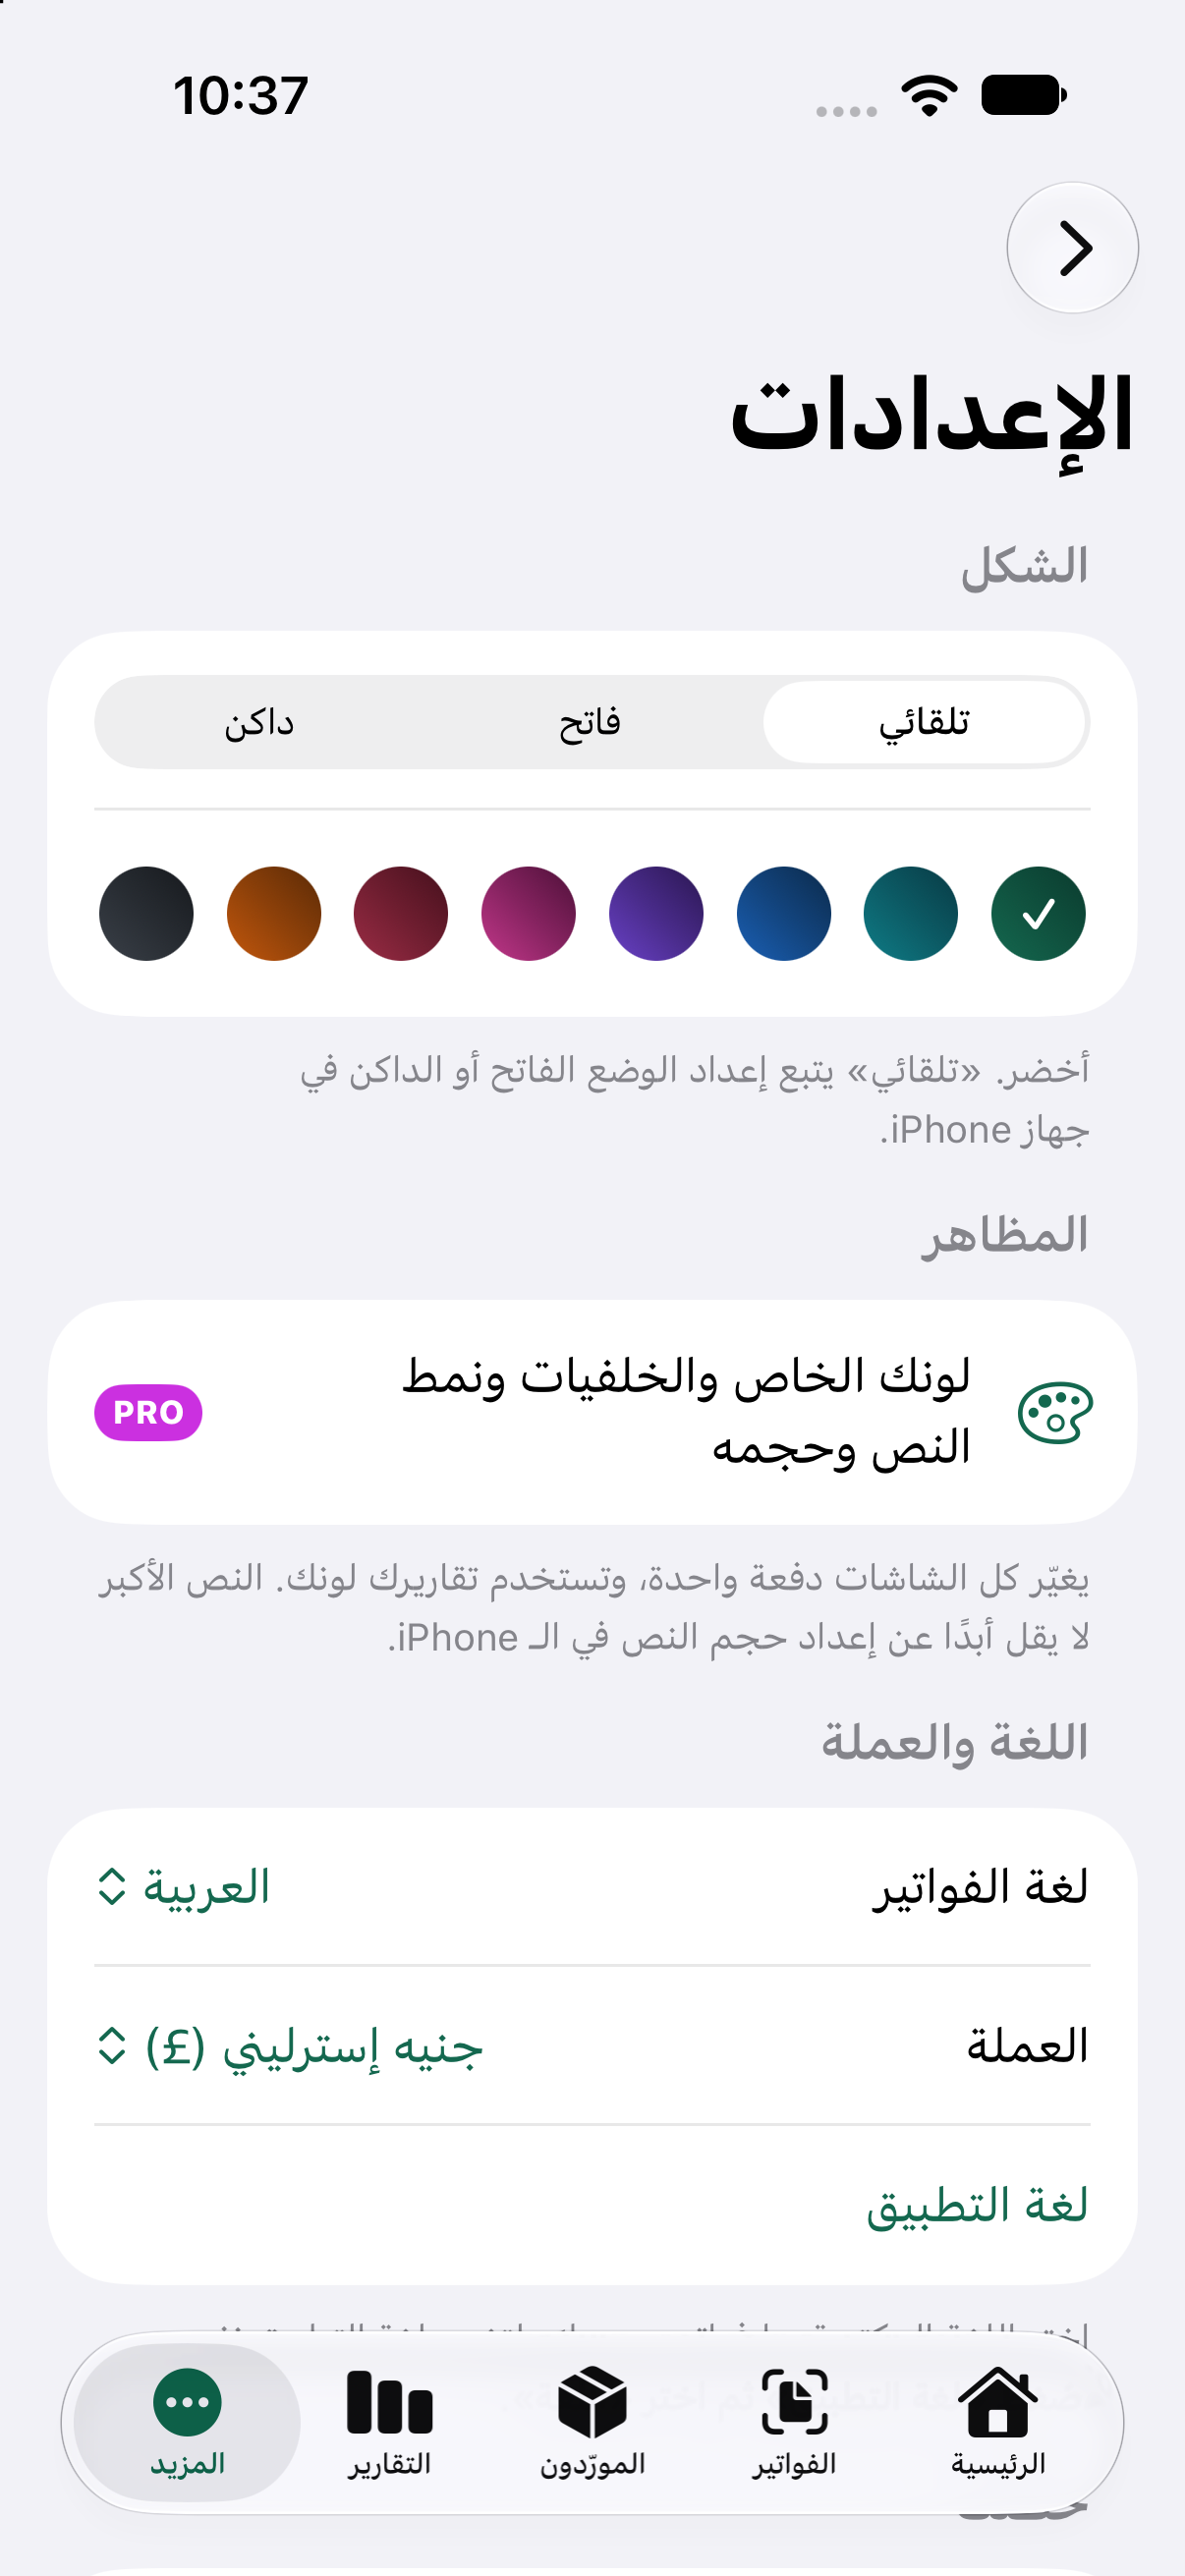 10:37
الإعدادات
الشكل
تلقائي
فاتح
داكن
أخضر. «تلقائي» يتبع إعداد الوضع الفاتح أو الداكن في
جهاز iPhone.
المظاهر
لونك الخاص والخلفيات ونمط
النص وحجمه
PRO
يغيّر كل الشاشات دفعة واحدة، وتستخدم تقاريرك لونك. النص الأكبر
لا يقل أبدًا عن إعداد حجم النص في الـ iPhone.
اللغة والعملة
لغة الفواتير
العربية
العملة
جنيه إسترليني (£)
لغة التطبيق
الرئيسية
الفواتير
المورّدون
التقارير
المزيد